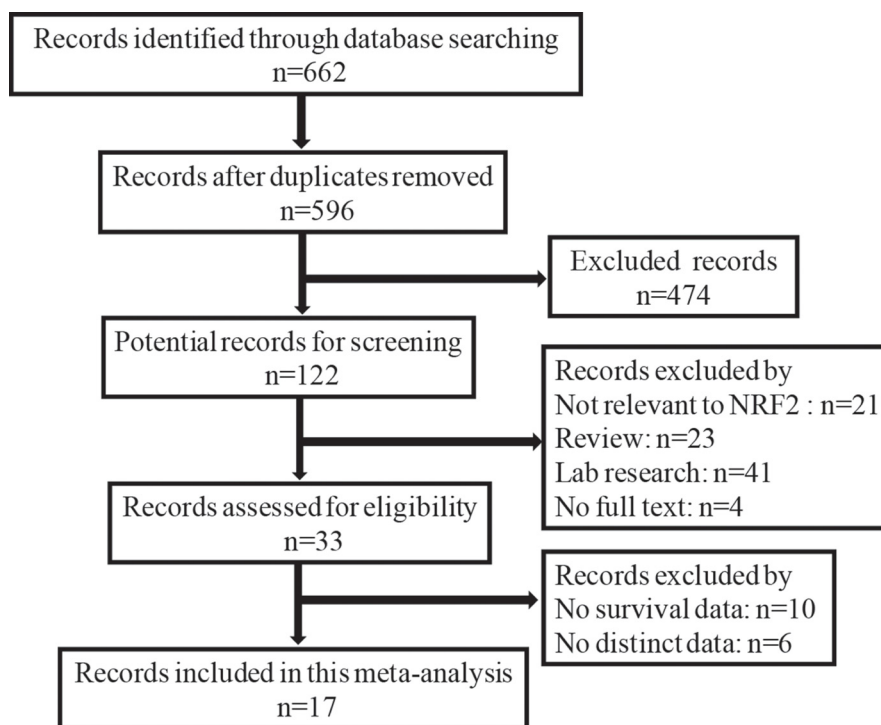 Records identified through database searching
n=662
Records after duplicates removed
n=596
Excluded records
n=474
Potential records for screening
n=122
Records excluded by
Not relevant to NRF2 : n=21
Review: n=23
Lab research: n=41
No full text: n=4
Records assessed for eligibility
n=33
Records excluded by
No survival data: n=10
No distinct data: n=6
Records included in this meta-analysis
n=17